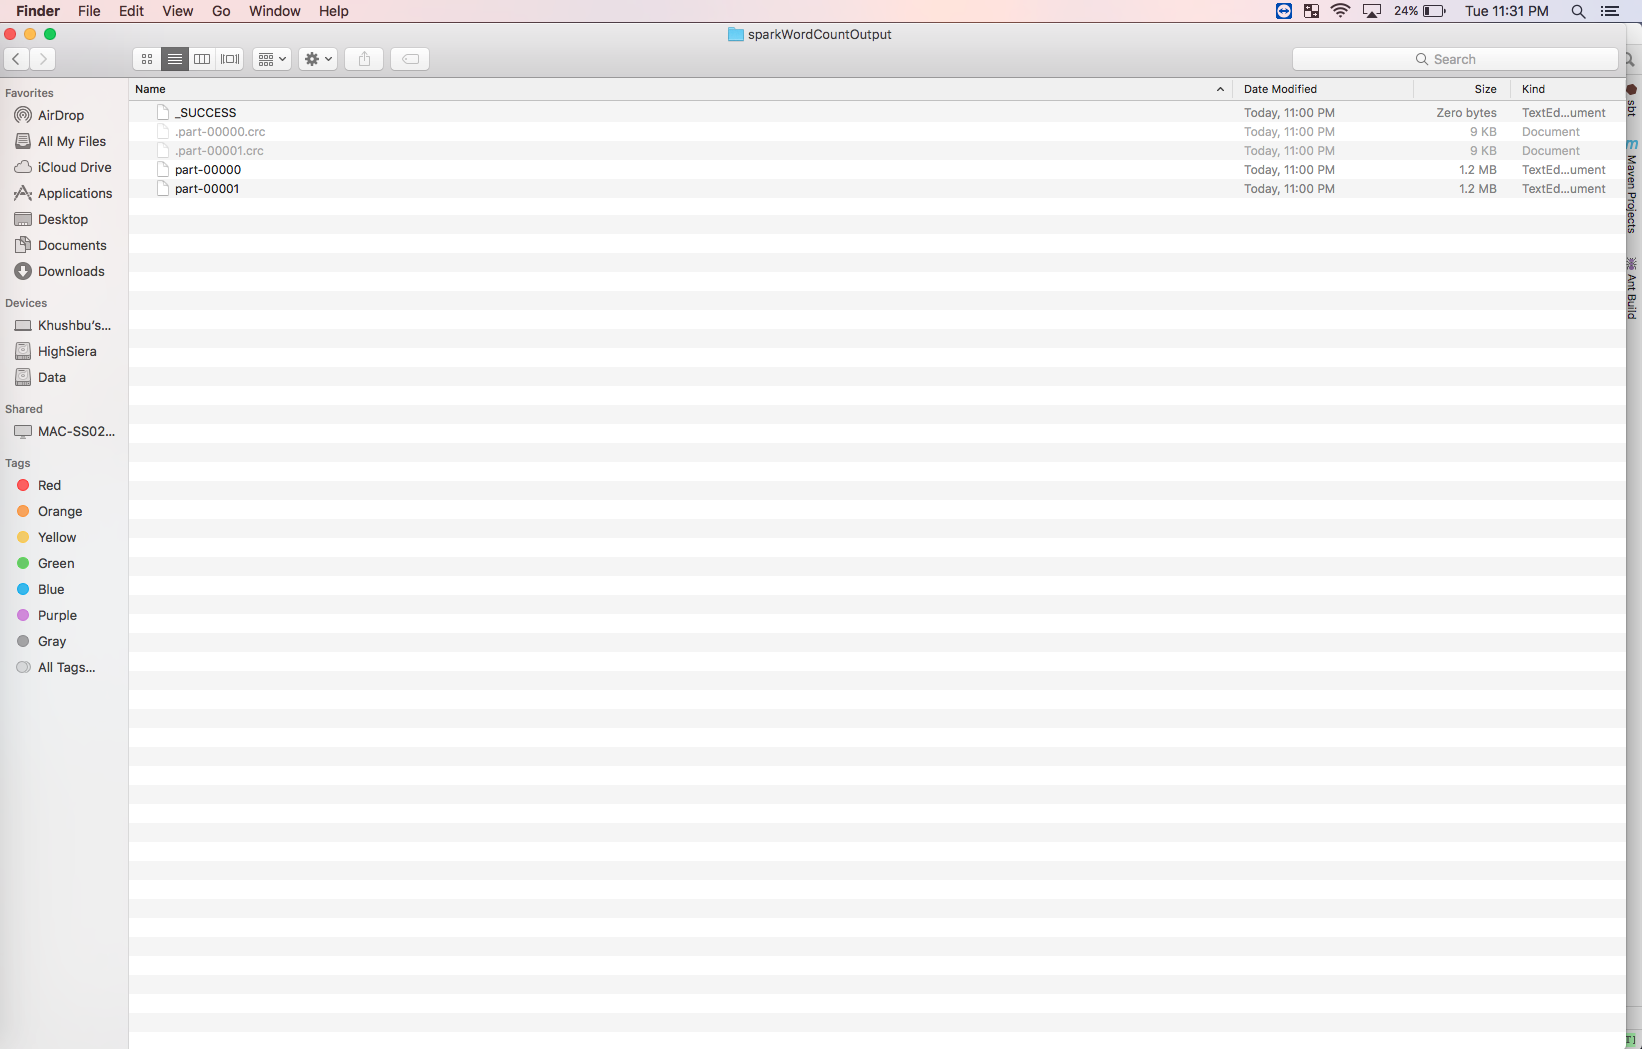 Finder File Edit View Go Window Help 24% Tue 11:31 PM
sparkWordCountOutput
Search
Favorites
AirDrop
All My Files
iCloud Drive
Applications
Desktop
Documents
Downloads
Devices
Khushbu's...
HighSiera
Data
Shared
MAC-SS02...
Tags
Red
Orange
Yellow
Green
Blue
Purple
Gray
All Tags...
Name Date Modified Size Kind
_SUCCESS Today, 11:00 PM Zero bytes TextEd...ument
.part-00000.crc Today, 11:00 PM 9 KB Document
.part-00001.crc Today, 11:00 PM 9 KB Document
part-00000 Today, 11:00 PM 1.2 MB TextEd...ument
part-00001 Today, 11:00 PM 1.2 MB TextEd...ument
sbt
m Maven Projects
Ant Build